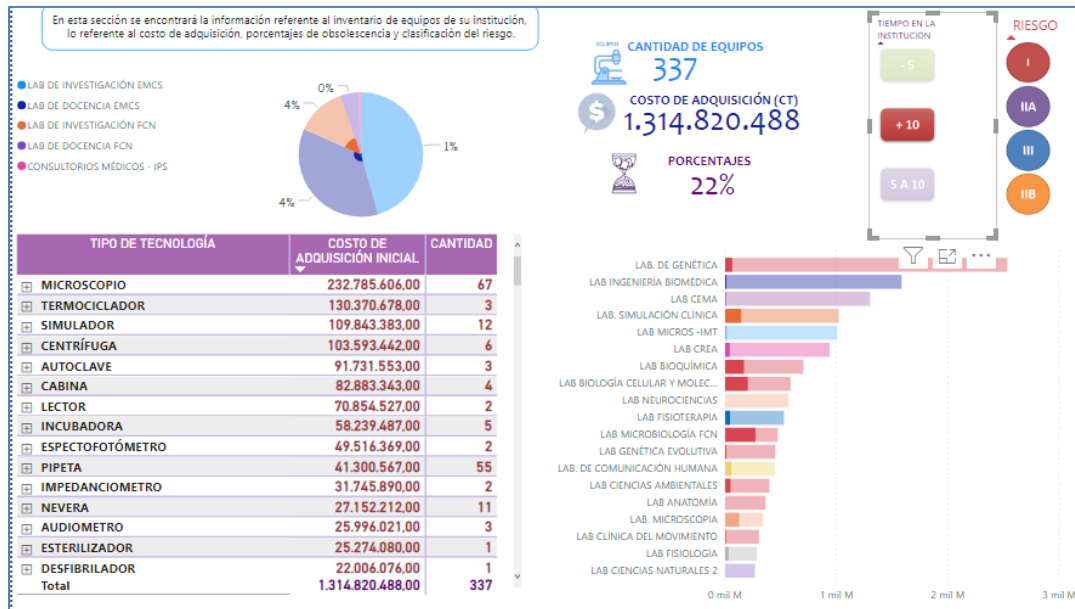 En esta sección se encontrará la información referente al inventario de equipos de su institución,
lo referente al costo de adquisición, porcentajes de obsolescencia y clasificación del riesgo.
LAB DE INVESTIGACIÓN EMCS
LAB DE DOCENCIA EMCS
LAB DE INVESTIGACIÓN FCN
LAB DE DOCENCIA FCN
CONSULTORIOS MÉDICOS - IPS
0%
4%
1%
4%
EQUIPOS
CANTIDAD DE EQUIPOS
337
COSTO DE ADQUISICIÓN (CT)
1.314.820.488
PORCENTAJES
22%
TIEMPO EN LA
INSTITUCIÓN
- 5
+ 10
5 A 10
RIESGO
I
IIA
III
IIB
TIPO DE TECNOLOGÍA COSTO DE ADQUISICIÓN INICIAL CANTIDAD
MICROSCOPIO 232.785.606,00 67
TERMOCICLADOR 130.370.678,00 3
SIMULADOR 109.843.383,00 12
CENTRÍFUGA 103.593.442,00 6
AUTOCLAVE 91.731.553,00 3
CABINA 82.883.343,00 4
LECTOR 70.854.527,00 2
INCUBADORA 58.239.487,00 5
ESPECTOFOTÓMETRO 49.516.369,00 2
PIPETA 41.300.567,00 55
IMPEDANCIOMETRO 31.745.890,00 2
NEVERA 27.152.212,00 11
AUDIOMETRO 25.996.021,00 3
ESTERILIZADOR 25.274.080,00 1
DESFIBRILADOR 22.006.076,00 1
Total 1.314.820.488,00 337
LAB. DE GENÉTICA
LAB INGENIERÍA BIOMÉDICA
LAB CEMA
LAB. SIMULACIÓN CLÍNICA
LAB MICROS -IMT
LAB CREA
LAB BIOQUÍMICA
LAB BIOLOGÍA CELULAR Y MOLEC...
LAB NEUROCIENCIAS
LAB FISIOTERAPIA
LAB MICROBIOLOGÍA FCN
LAB GENÉTICA EVOLUTIVA
LAB. DE COMUNICACIÓN HUMANA
LAB CIENCIAS AMBIENTALES
LAB ANATOMÍA
LAB. MICROSCOPIA
LAB CLÍNICA DEL MOVIMIENTO
LAB FISIOLOGÍA
LAB CIENCIAS NATURALES 2
0 mil M 1 mil M 2 mil M 3 mil M